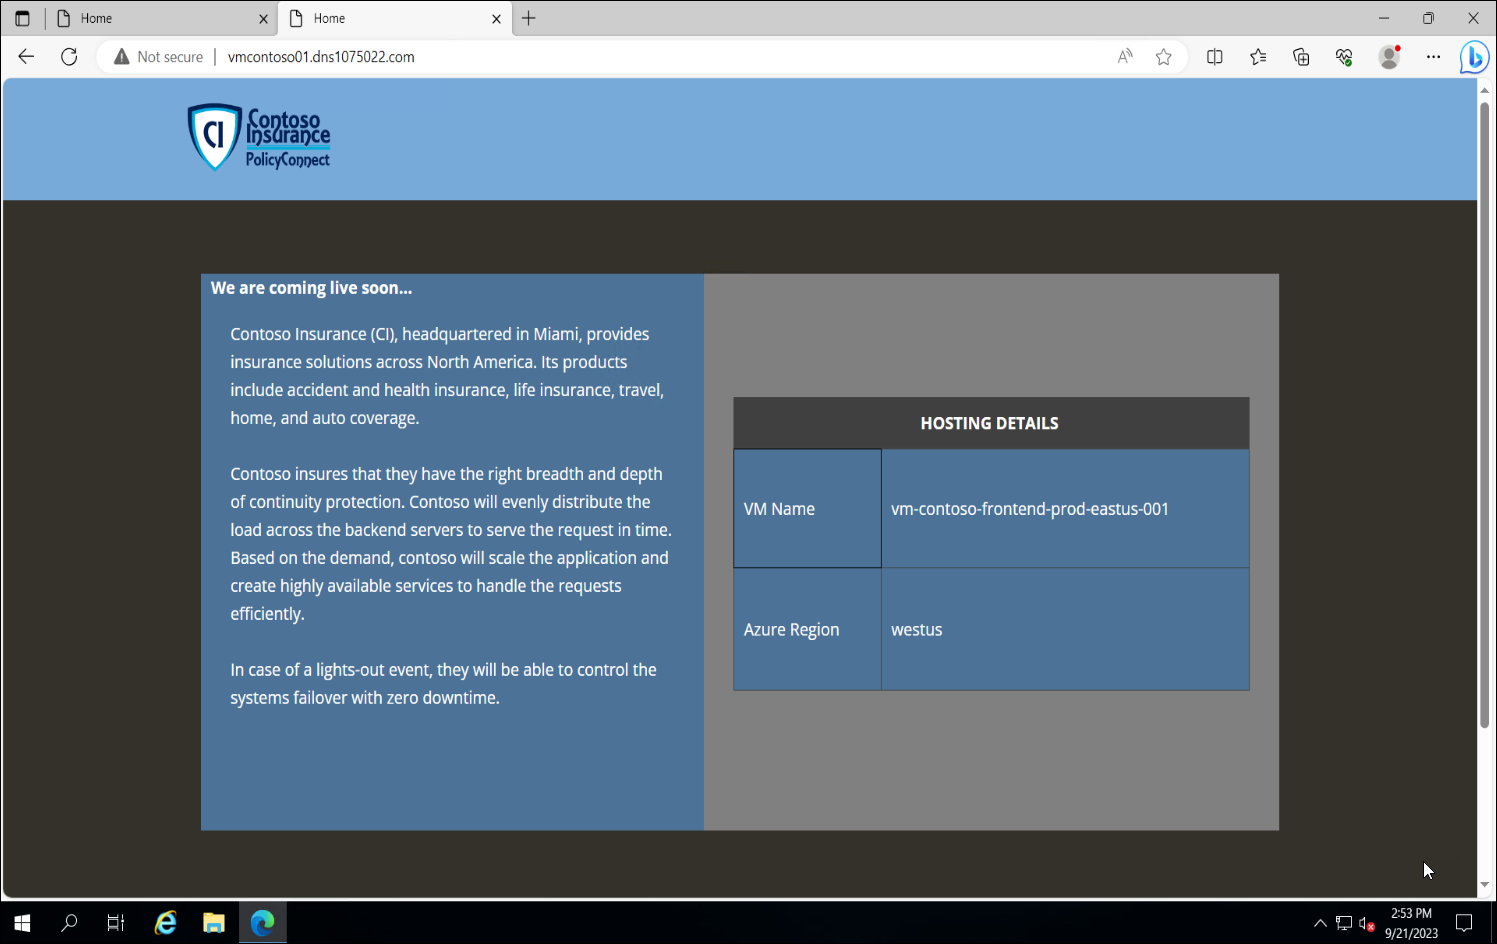 Home
Home
Not secure
vmcontoso01.dns1075022.com
CI
Contoso
Insurance
PolicyConnect
We are coming live soon...
Contoso Insurance (CI), headquartered in Miami, provides
insurance solutions across North America. Its products
include accident and health insurance, life insurance, travel,
home, and auto coverage.
Contoso insures that they have the right breadth and depth
of continuity protection. Contoso will evenly distribute the
load across the backend servers to serve the request in time.
Based on the demand, contoso will scale the application and
create highly available services to handle the requests
efficiently.
In case of a lights-out event, they will be able to control the
systems failover with zero downtime.
HOSTING DETAILS
VM Name
vm-contoso-frontend-prod-eastus-001
Azure Region
westus
2:53 PM
9/21/2023